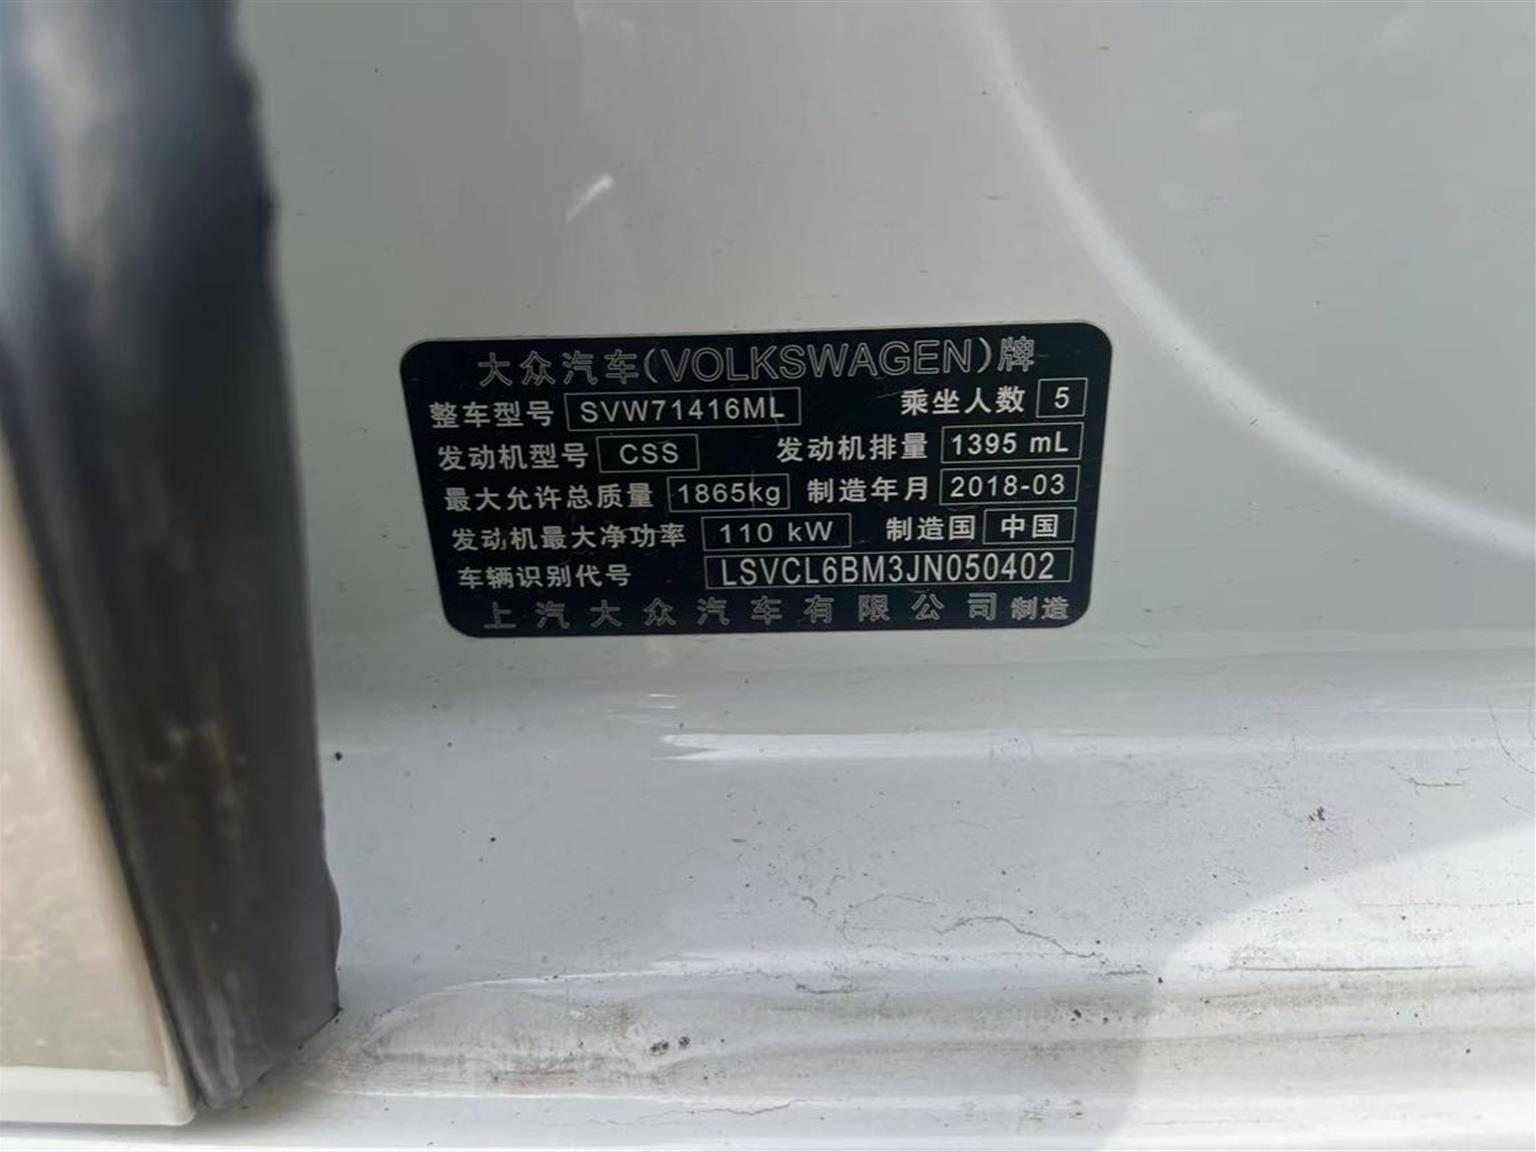 大众汽车(VOLKSWAGEN)牌
整车型号 SVW71416ML 乘坐人数 5
发动机型号 CSS 发动机排量 1395 mL
最大允许总质量 1865kg 制造年月 2018-03
发动机最大净功率 110 kW 制造国 中国
车辆识别代号 LSVCL6BM3JN050402
上汽大众汽车有限公司制造